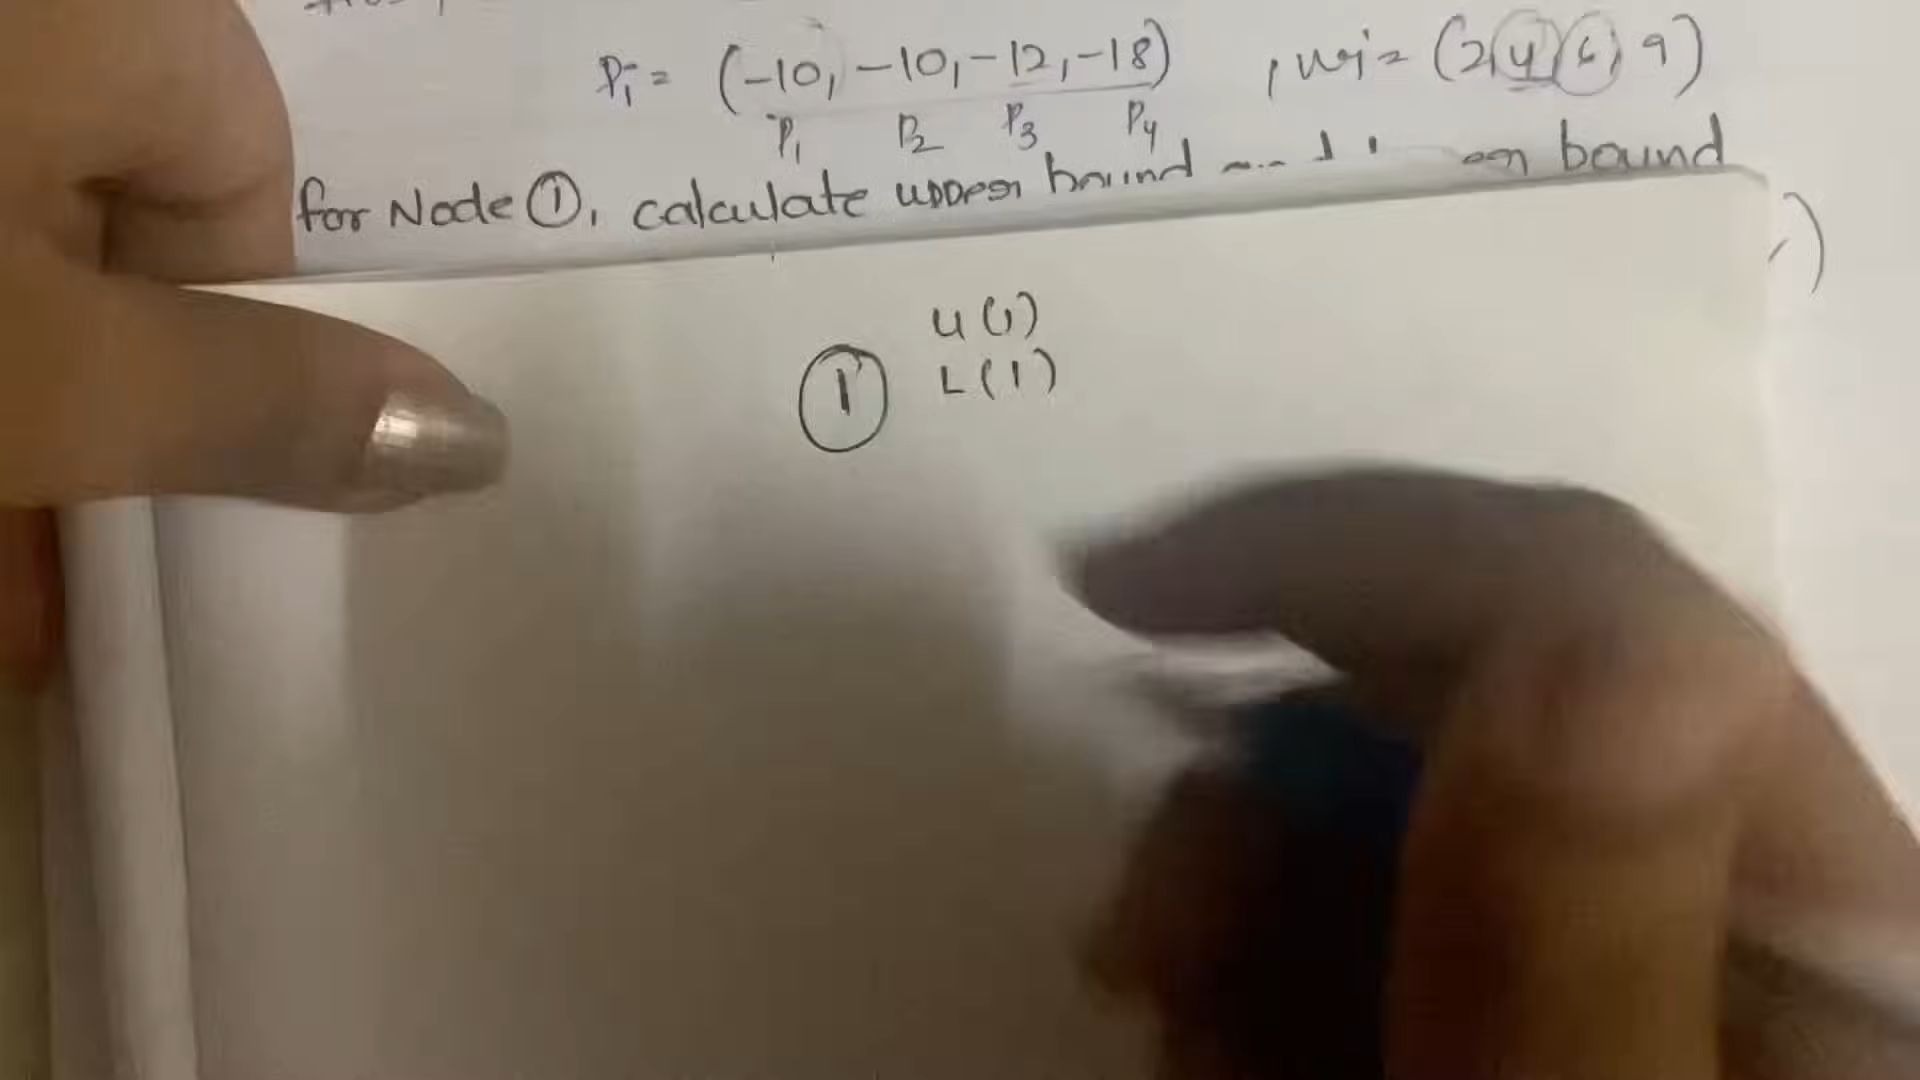 Pi = (-10, -10, -12, -18) , wi = (2, 4, 6, 9)
P1 P2 P3 P4
for Node ①, calculate upper bound bound
)
U(1)
① L(1)